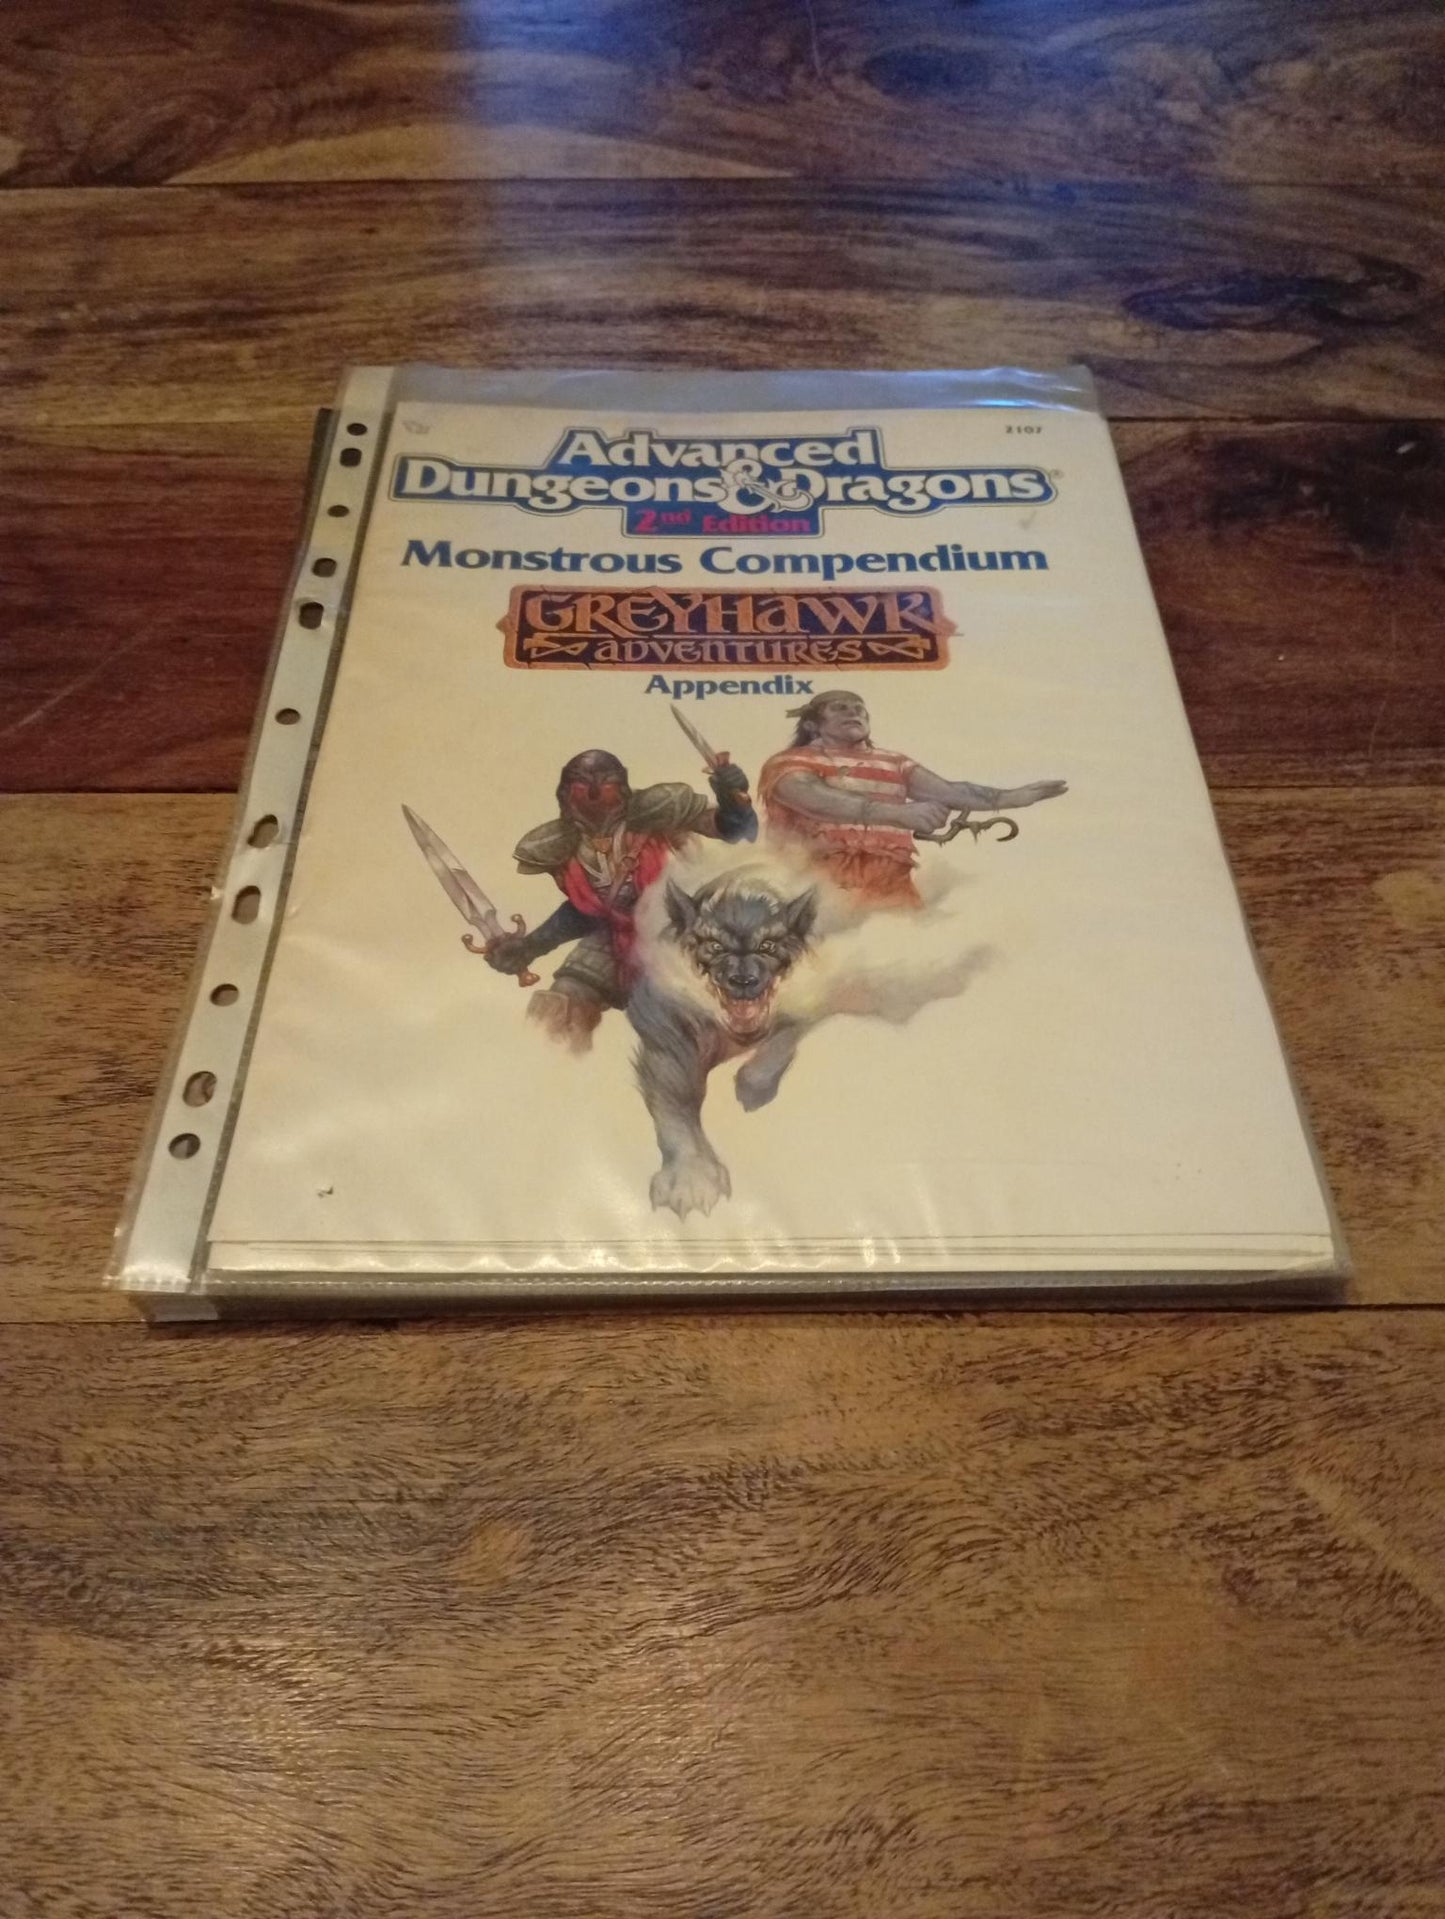 2107
Advanced
Dungeons & Dragons®
2nd Edition
Monstrous Compendium
GREYHAWK
ADVENTURES
Appendix